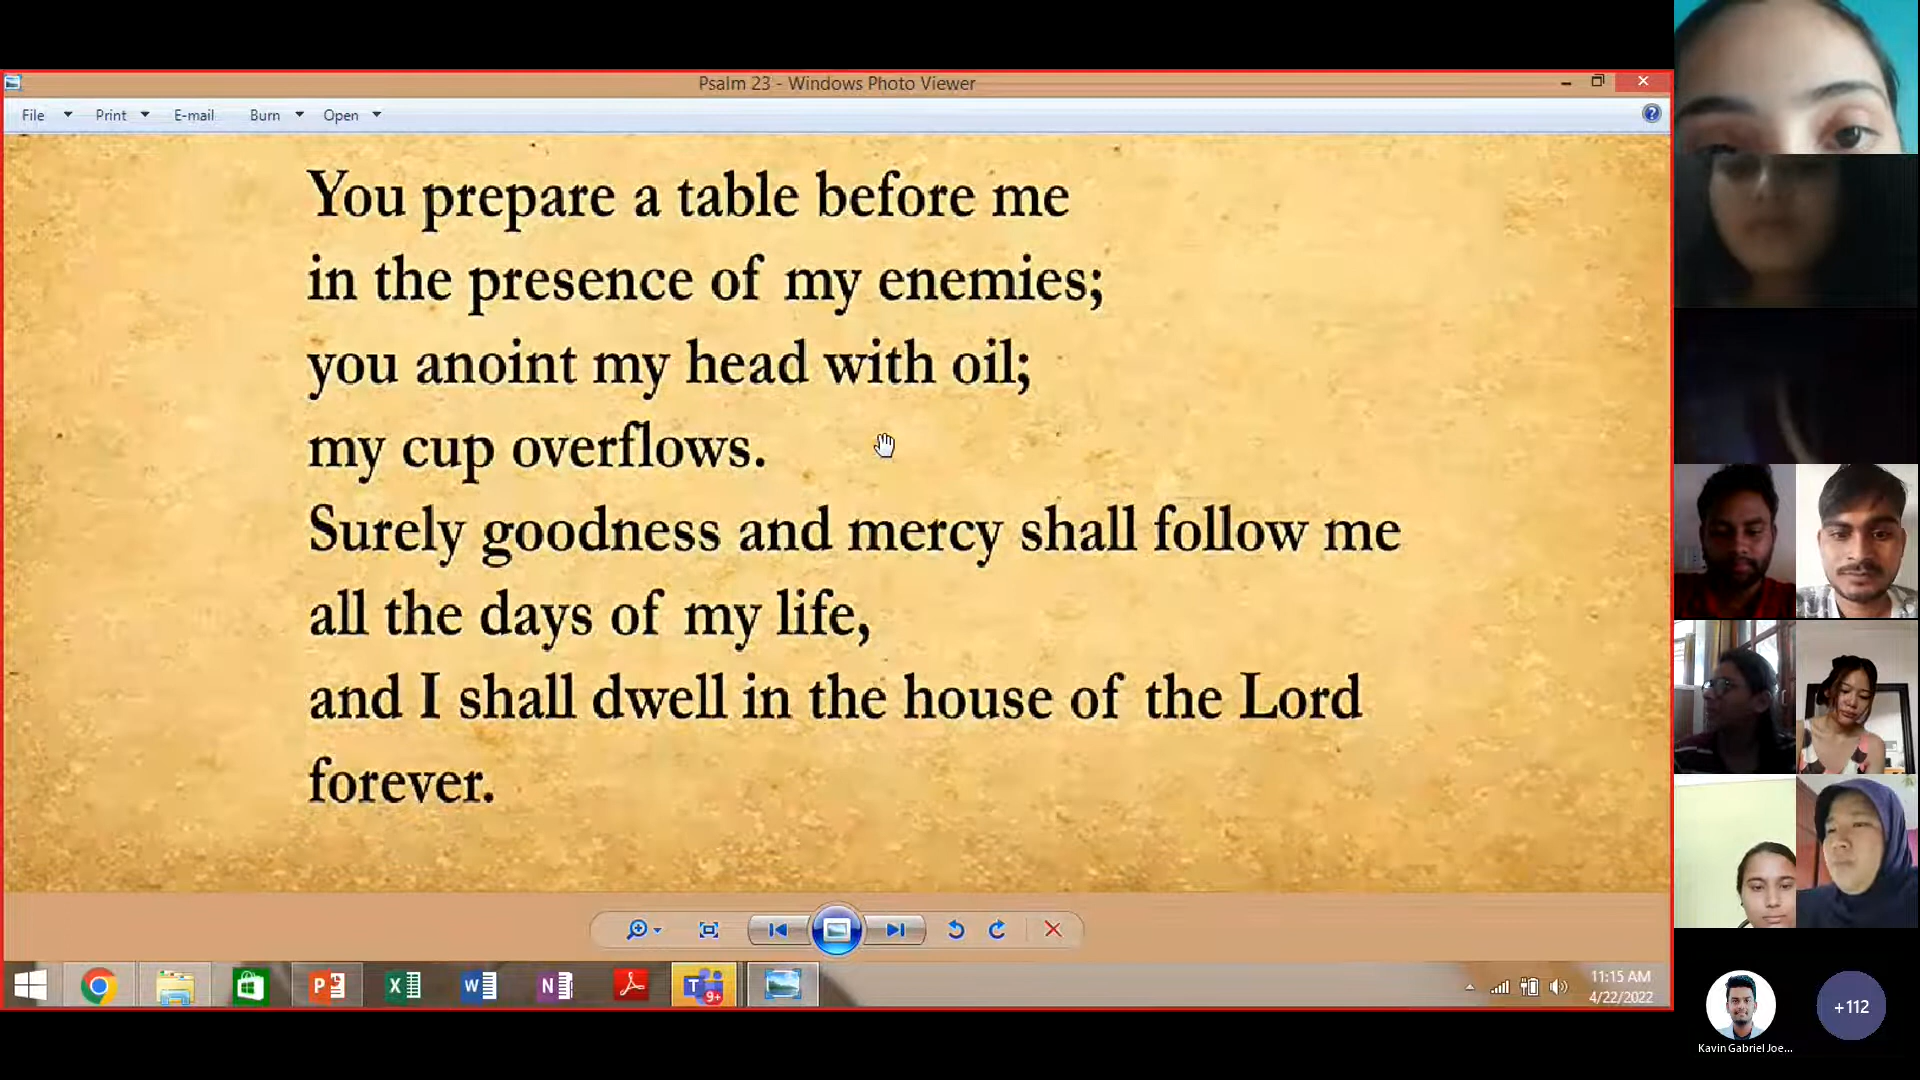 Psalm 23 - Windows Photo Viewer
File Print E-mail Burn Open
You prepare a table before me
in the presence of my enemies;
you anoint my head with oil;
my cup overflows.
Surely goodness and mercy shall follow me
all the days of my life,
and I shall dwell in the house of the Lord
forever.
9+
11:15 AM
4/22/2022
+112
Kavin Gabriel Joe...